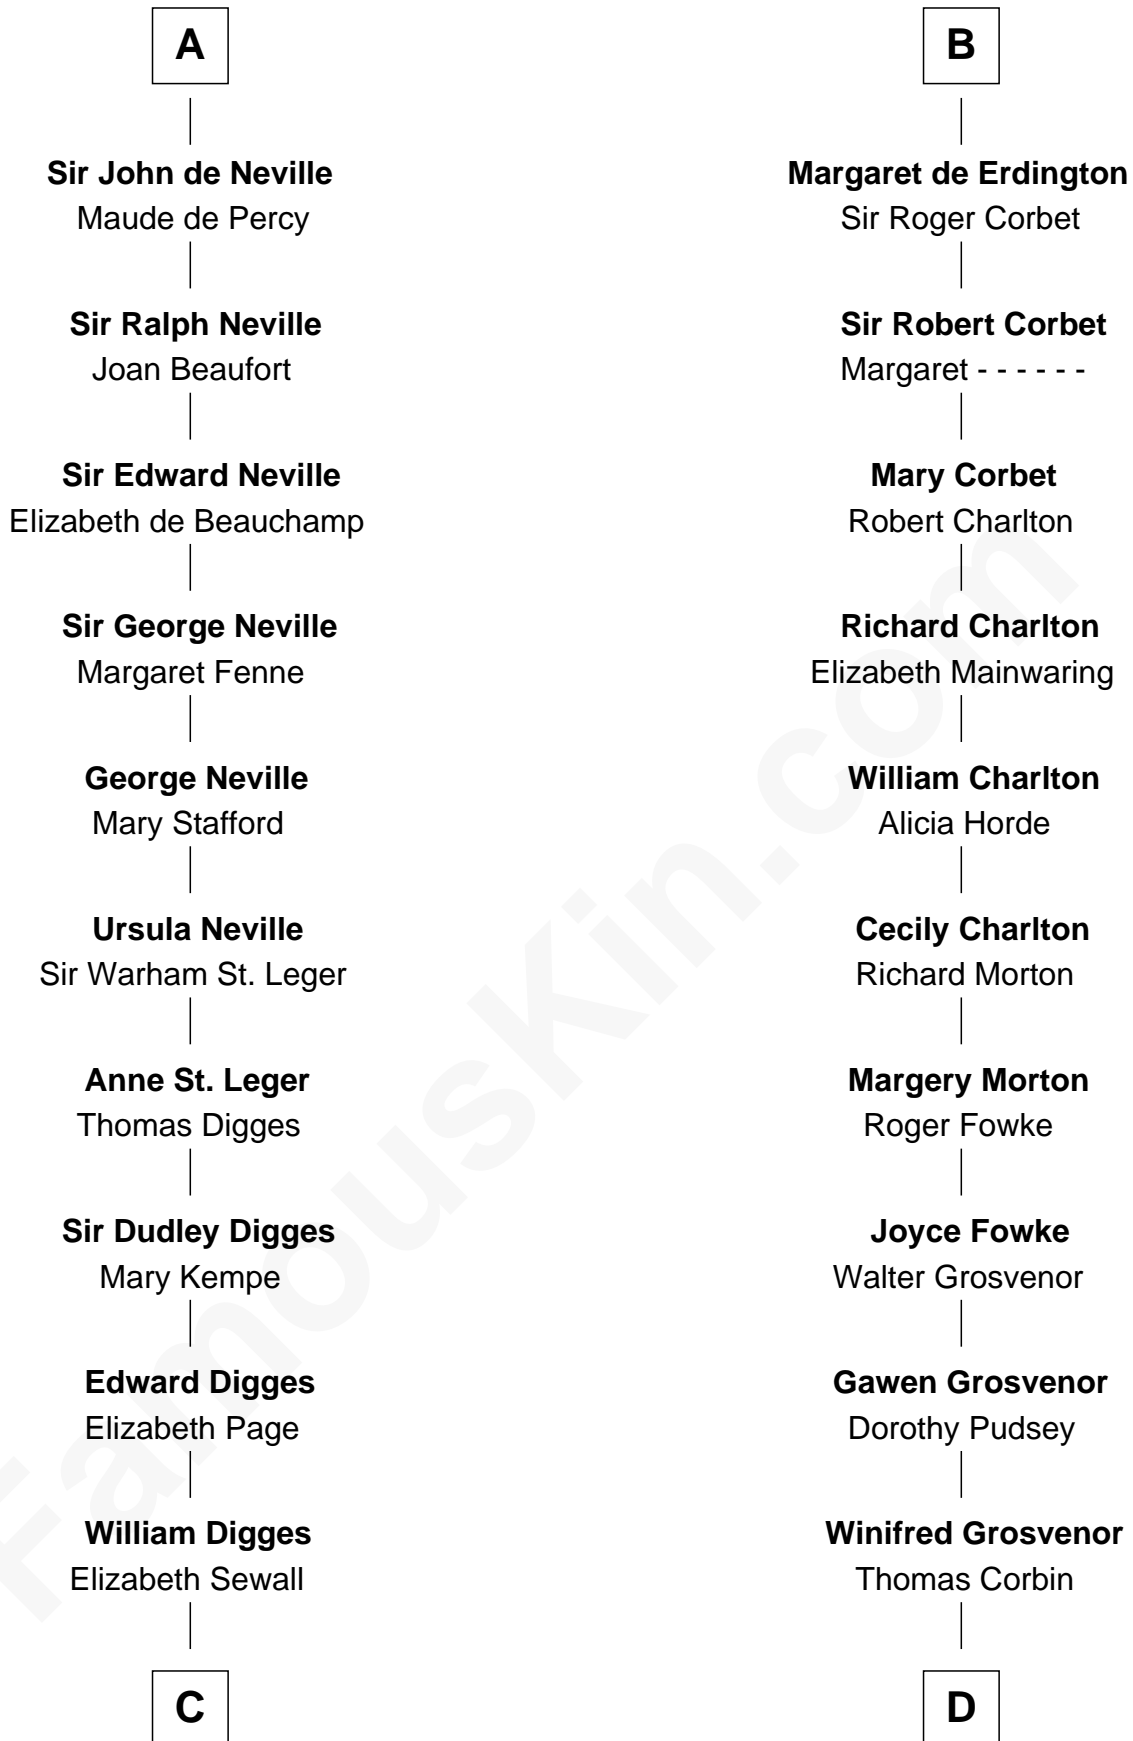 A
Sir John de Neville
Maude de Percy
Sir Ralph Neville
Joan Beaufort
Sir Edward Neville
Elizabeth de Beauchamp
Sir George Neville
Margaret Fenne
George Neville
Mary Stafford
Ursula Neville
Sir Warham St. Leger
Anne St. Leger
Thomas Digges
Sir Dudley Digges
Mary Kempe
Edward Digges
Elizabeth Page
William Digges
Elizabeth Sewall
C
B
Margaret de Erdington
Sir Roger Corbet
Sir Robert Corbet
Margaret - - - - - -
Mary Corbet
Robert Charlton
Richard Charlton
Elizabeth Mainwaring
William Charlton
Alicia Horde
Cecily Charlton
Richard Morton
Margery Morton
Roger Fowke
Joyce Fowke
Walter Grosvenor
Gawen Grosvenor
Dorothy Pudsey
Winifred Grosvenor
Thomas Corbin
D
FamousKin.com